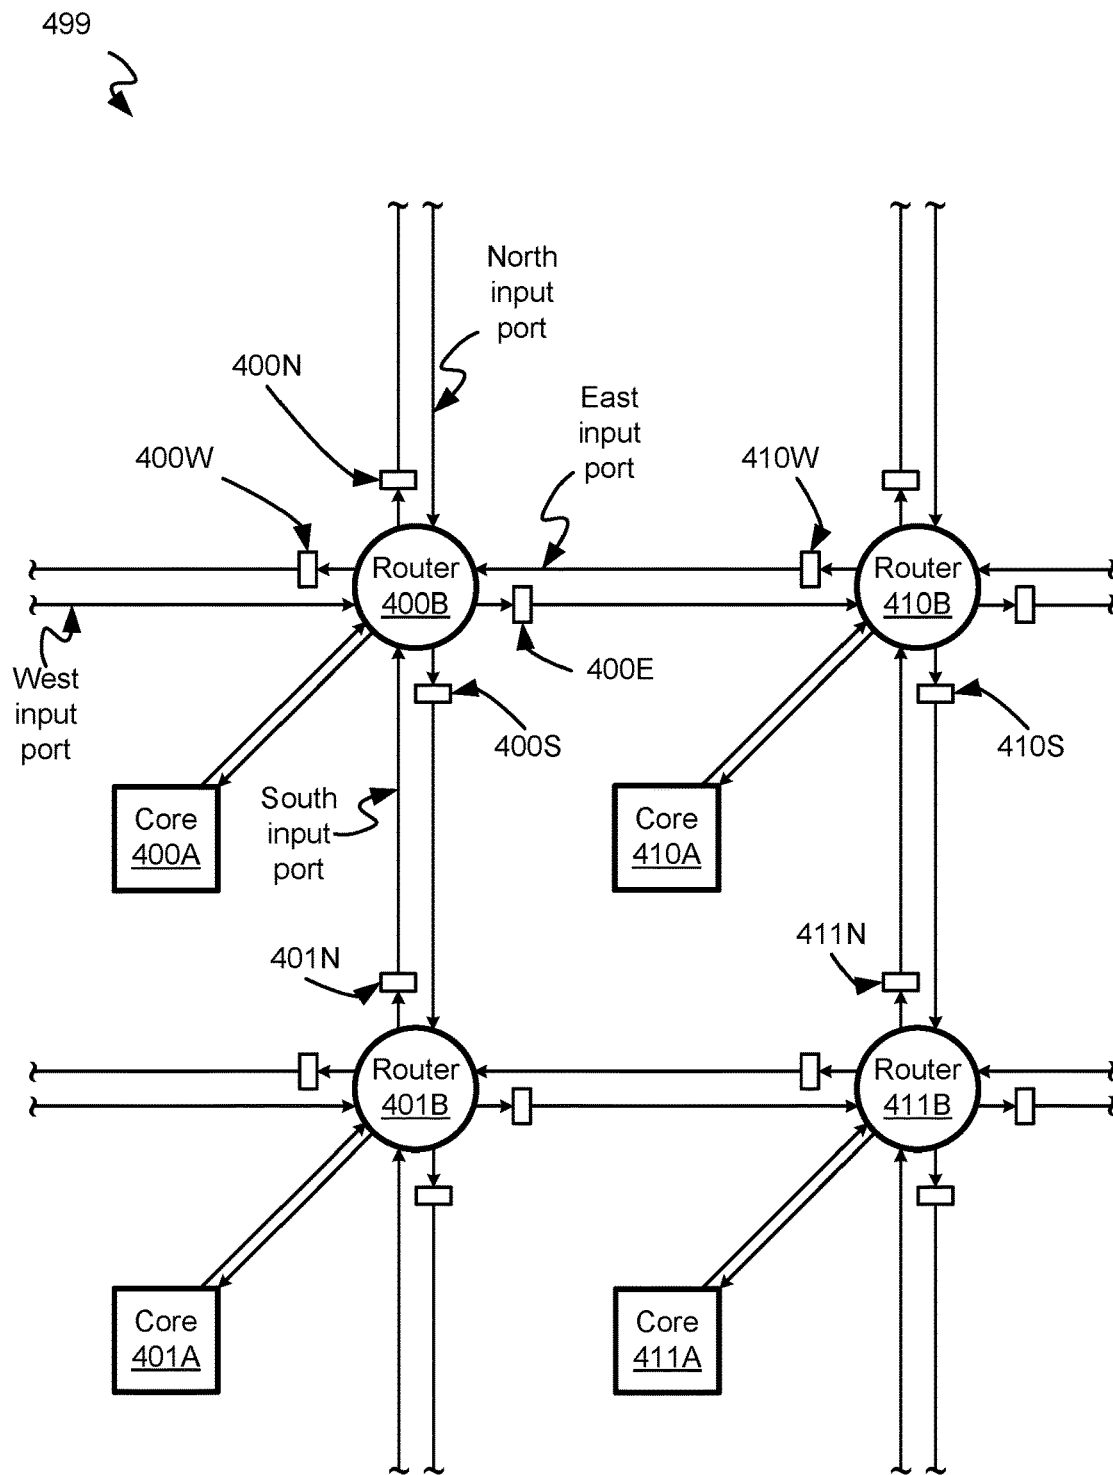 499
North
input
port
400N
East
input
port
400W
410W
Router
400B
Router
410B
West
input
port
400E
400S
410S
Core
400A
South
input
port
Core
410A
401N
411N
Router
401B
Router
411B
Core
401A
Core
411A